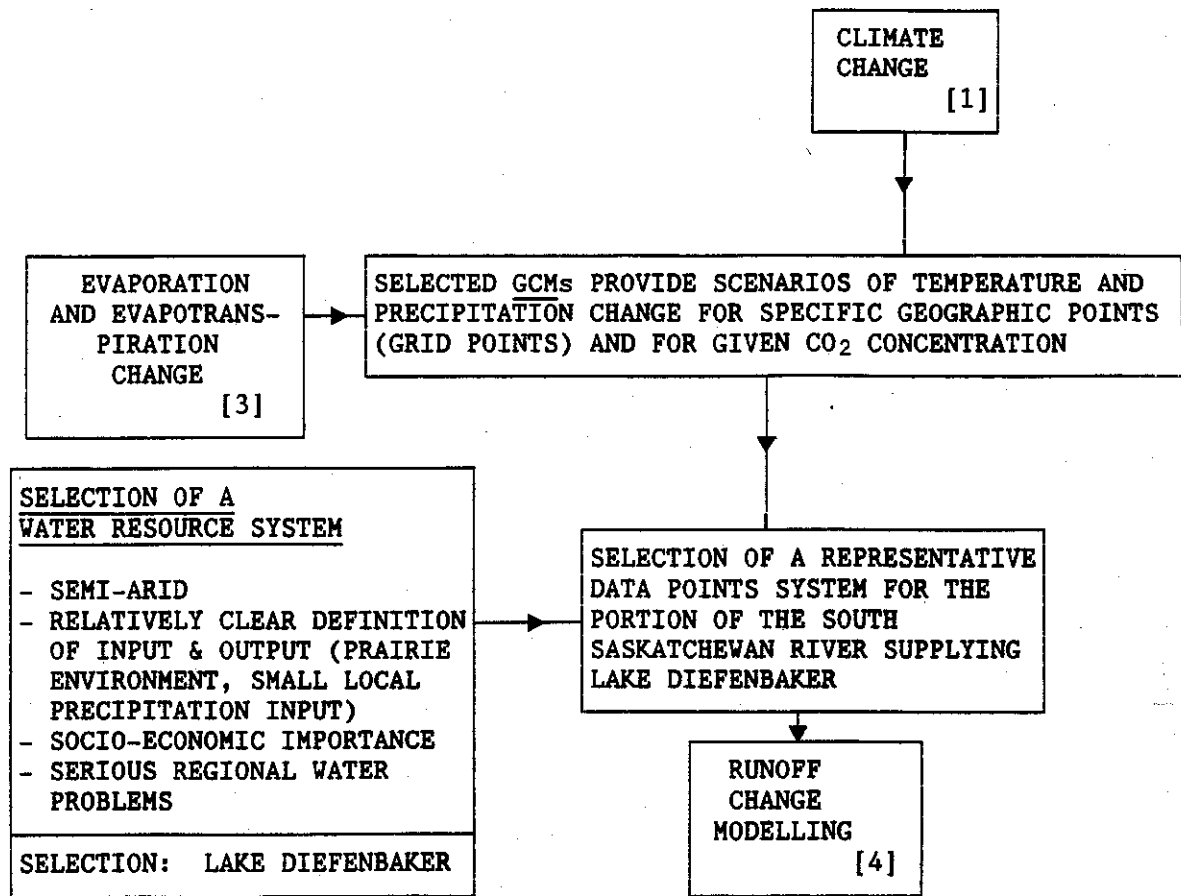 CLIMATE
CHANGE
[1]
EVAPORATION
AND EVAPOTRANS-
PIRATION
CHANGE
[3]
SELECTED GCMs PROVIDE SCENARIOS OF TEMPERATURE AND
PRECIPITATION CHANGE FOR SPECIFIC GEOGRAPHIC POINTS
(GRID POINTS) AND FOR GIVEN CO₂ CONCENTRATION
SELECTION OF A
WATER RESOURCE SYSTEM
- SEMI-ARID
- RELATIVELY CLEAR DEFINITION
OF INPUT & OUTPUT (PRAIRIE
ENVIRONMENT, SMALL LOCAL
PRECIPITATION INPUT)
- SOCIO-ECONOMIC IMPORTANCE
- SERIOUS REGIONAL WATER
PROBLEMS
SELECTION: LAKE DIEFENBAKER
SELECTION OF A REPRESENTATIVE
DATA POINTS SYSTEM FOR THE
PORTION OF THE SOUTH
SASKATCHEWAN RIVER SUPPLYING
LAKE DIEFENBAKER
RUNOFF
CHANGE
MODELLING
[4]